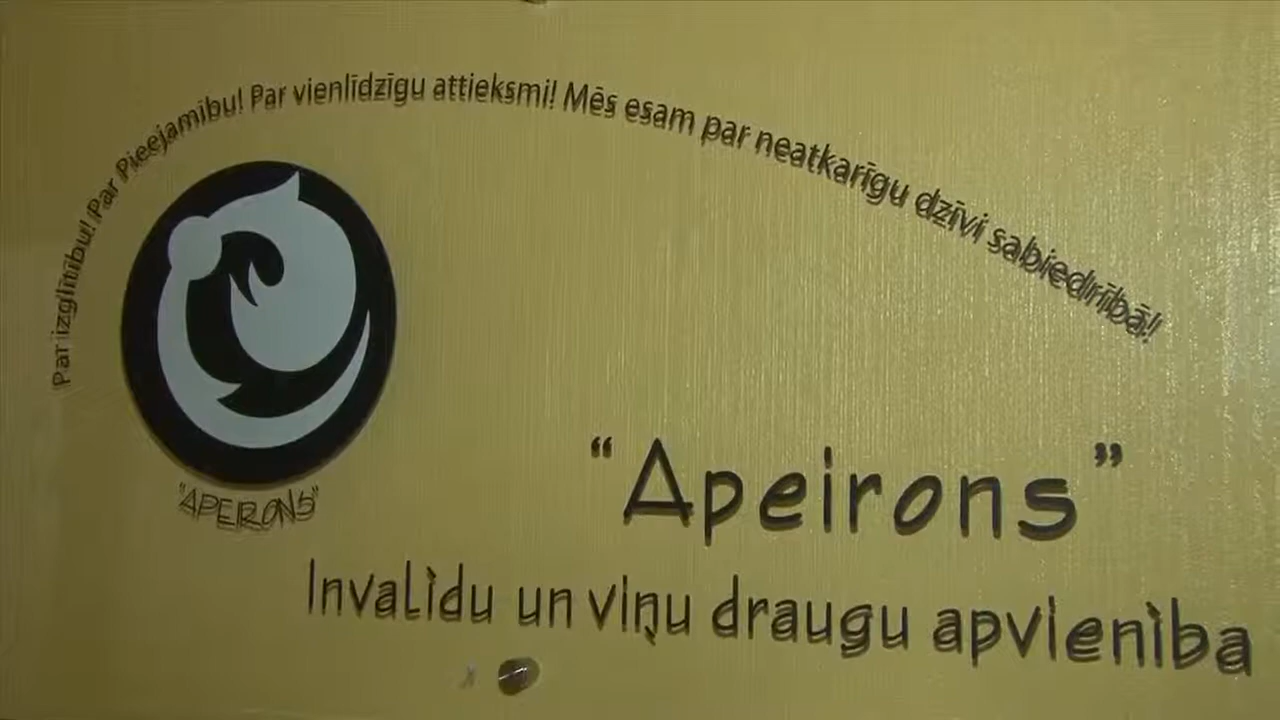 Par izglītību! Par Pieejamību! Par vienlīdzīgu attieksmi! Mēs esam par neatkarīgu dzīvi sabiedrībā!
"APEIRONS"
“Apeirons”
Invalīdu un viņu draugu apvienība